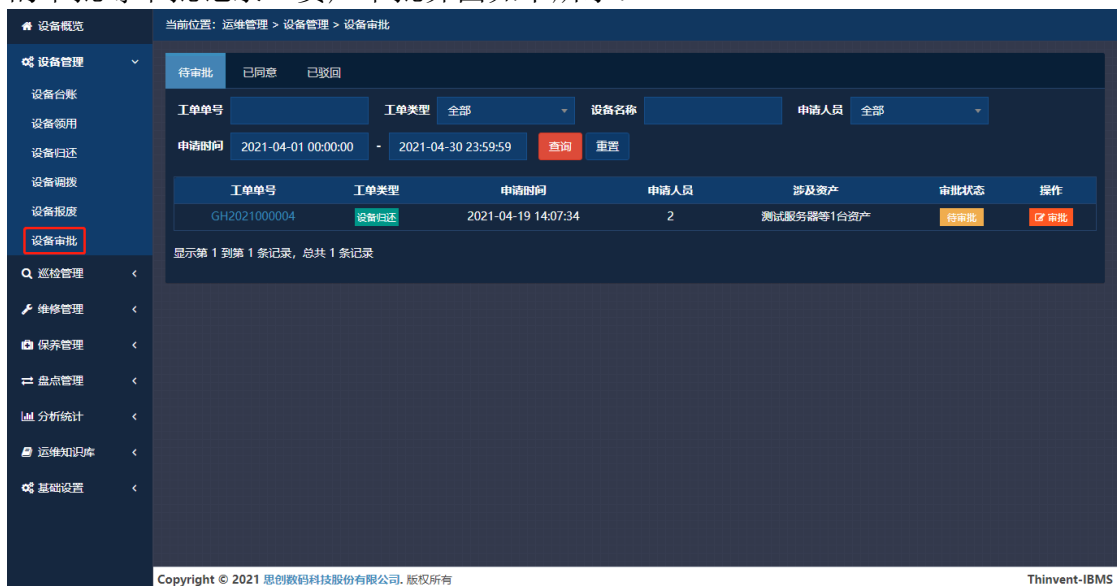 设备概览
当前位置：运维管理 > 设备管理 > 设备审批
设备管理
待审批 已同意 已驳回
设备台账
工单单号 工单类型 全部 设备名称 申请人员 全部
设备领用
申请时间 2021-04-01 00:00:00 - 2021-04-30 23:59:59 查询 重置
设备归还
设备调拨
工单单号 工单类型 申请时间 申请人员 涉及资产 审批状态 操作
设备报废
GH2021000004 设备归还 2021-04-19 14:07:34 2 测试服务器等1台资产 待审批 审批
设备审批
显示第 1 到第 1 条记录，总共 1 条记录
巡检管理
维修管理
保养管理
盘点管理
分析统计
运维知识库
基础设置
Copyright © 2021 思创数码科技股份有限公司. 版权所有 Thinvent-IBMS